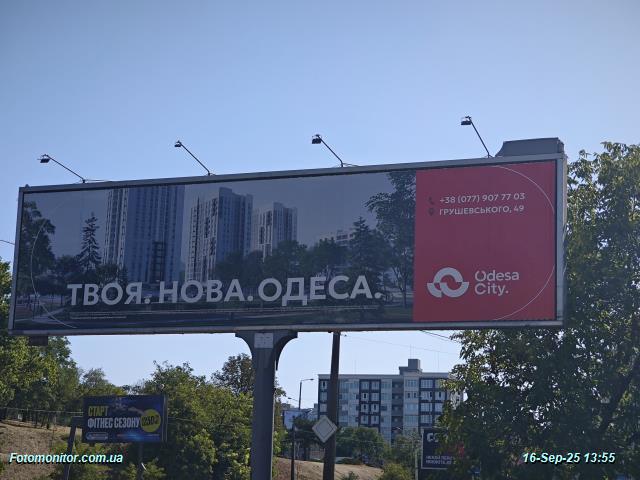 +38 (077) 907 77 03
ГРУШЕВСЬКОГО, 49
ТВОЯ. НОВА. ОДЕСА.
Odesa
City.
СТАРТ
ФІТНЕС СЕЗОНУ
Fotomonitor.com.ua
16-Sep-25 13:55